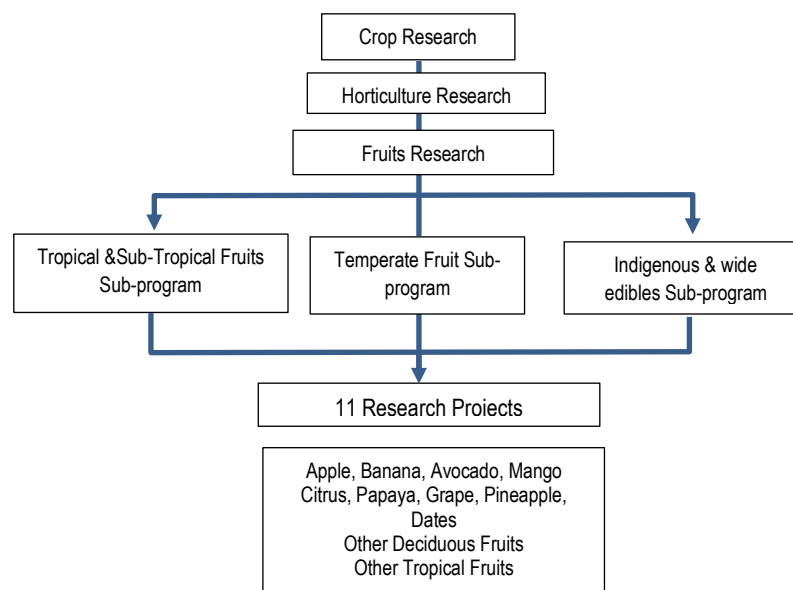 Crop Research
Horticulture Research
Fruits Research
Tropical &Sub-Tropical Fruits
Sub-program
Temperate Fruit Sub-
program
Indigenous & wide
edibles Sub-program
11 Research Projects
Apple, Banana, Avocado, Mango
Citrus, Papaya, Grape, Pineapple,
Dates
Other Deciduous Fruits
Other Tropical Fruits